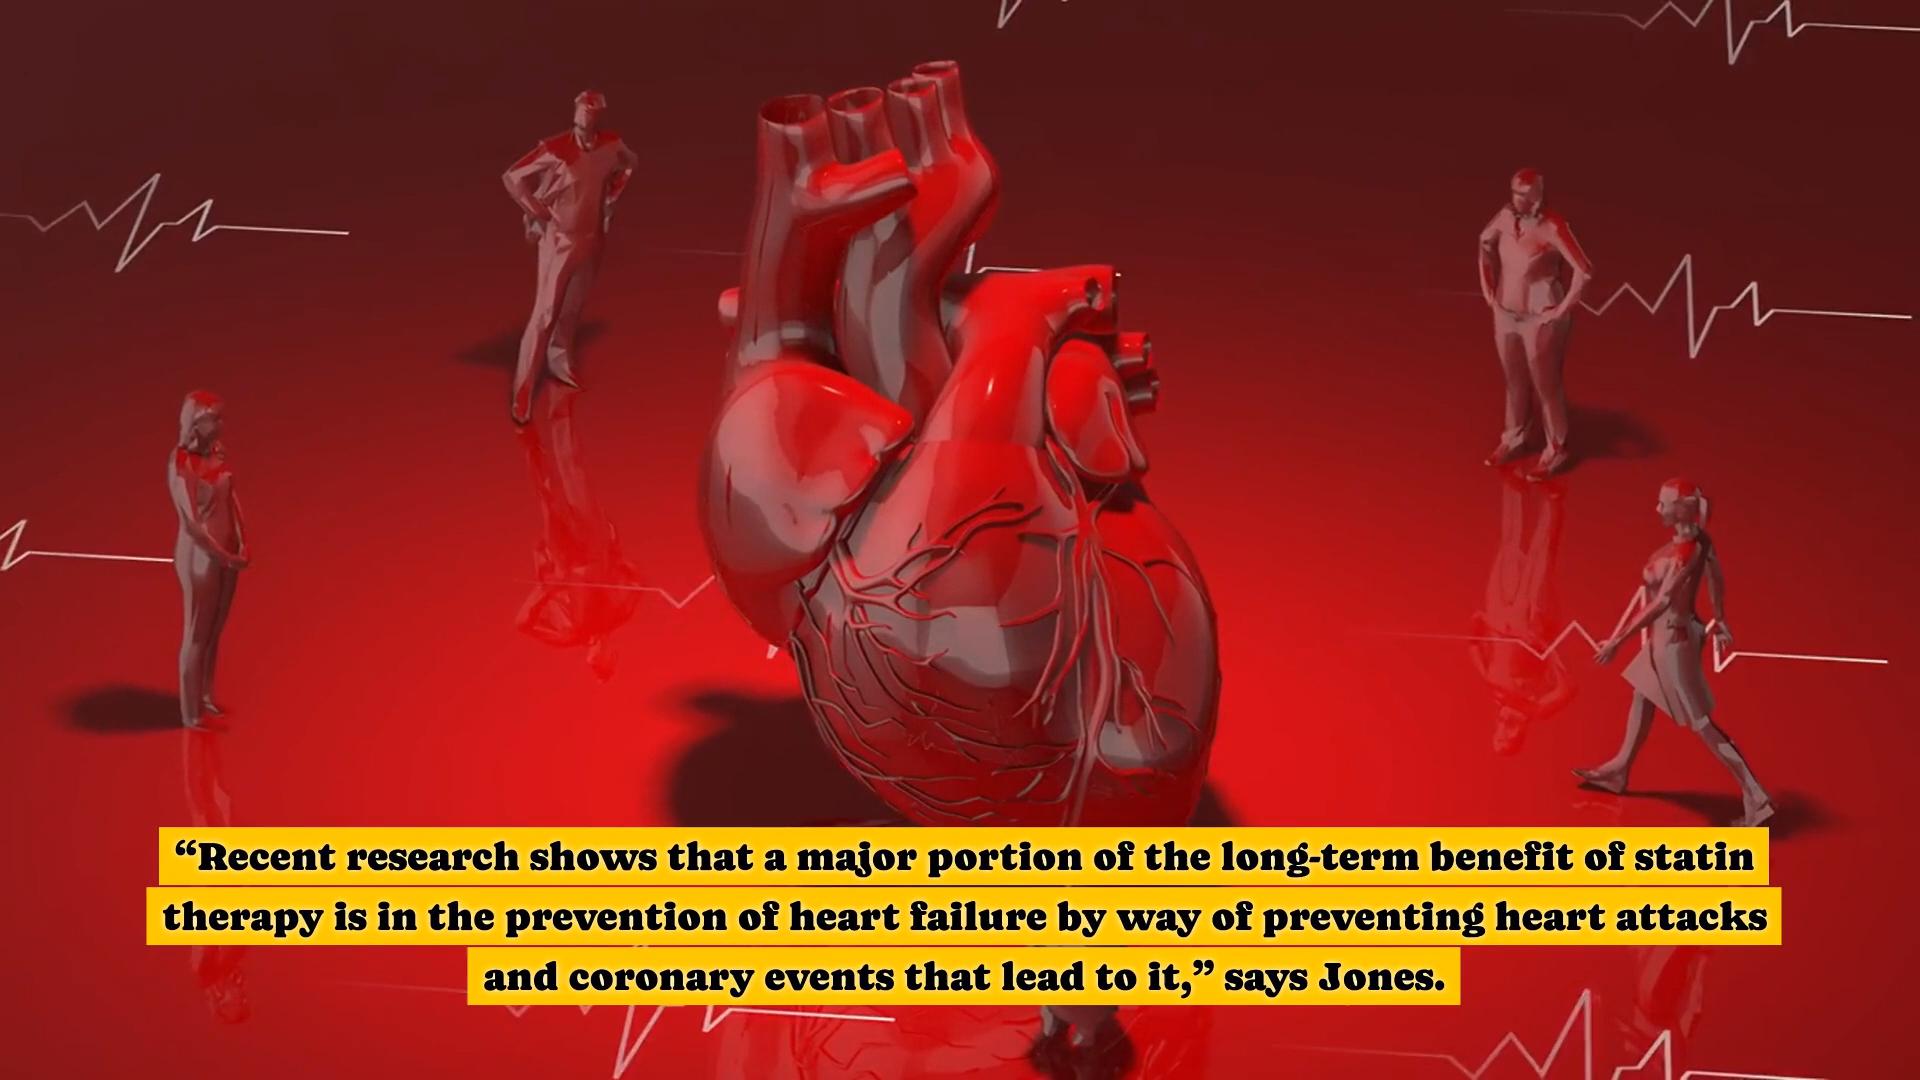 “Recent research shows that a major portion of the long-term benefit of statin
therapy is in the prevention of heart failure by way of preventing heart attacks
and coronary events that lead to it,” says Jones.